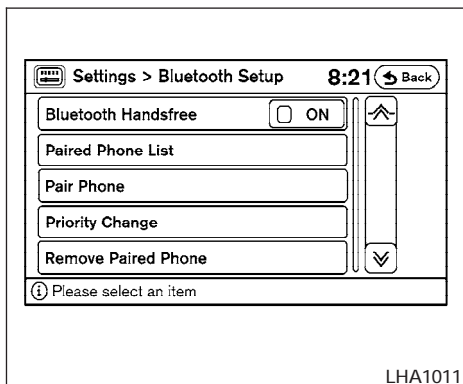 Settings > Bluetooth Setup 8:21 Back
Bluetooth Handsfree ON
Paired Phone List
Pair Phone
Priority Change
Remove Paired Phone
i Please select an item
LHA1011